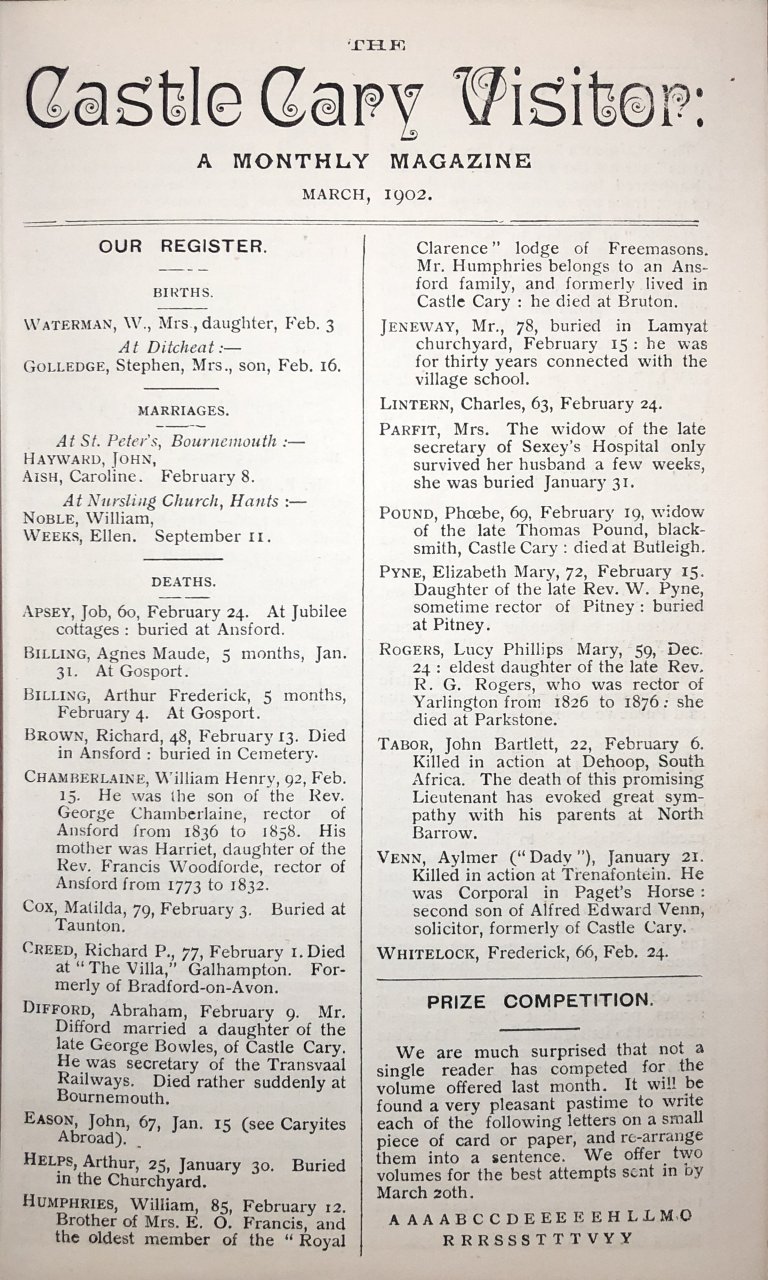 THE
Castle Cary Visitor:
A MONTHLY MAGAZINE
MARCH, 1902.
OUR REGISTER.
BIRTHS.
WATERMAN, W., Mrs., daughter, Feb. 3
At Ditcheat :—
GOLLEDGE, Stephen, Mrs., son, Feb. 16.
MARRIAGES.
At St. Peter's, Bournemouth :—
HAYWARD, JOHN,
AISH, Caroline. February 8.
At Nursling Church, Hants :—
NOBLE, William,
WEEKS, Ellen. September 11.
DEATHS.
APSEY, Job, 60, February 24. At Jubilee
cottages : buried at Ansford.
BILLING, Agnes Maude, 5 months, Jan.
31. At Gosport.
BILLING, Arthur Frederick, 5 months,
February 4. At Gosport.
BROWN, Richard, 48, February 13. Died
in Ansford : buried in Cemetery.
CHAMBERLAINE, William Henry, 92, Feb.
15. He was the son of the Rev.
George Chamberlaine, rector of
Ansford from 1836 to 1858. His
mother was Harriet, daughter of the
Rev. Francis Woodforde, rector of
Ansford from 1773 to 1832.
COX, Matilda, 79, February 3. Buried at
Taunton.
CREED, Richard P., 77, February 1. Died
at "The Villa," Galhampton. For-
merly of Bradford-on-Avon.
DIFFORD, Abraham, February 9. Mr.
Difford married a daughter of the
late George Bowles, of Castle Cary.
He was secretary of the Transvaal
Railways. Died rather suddenly at
Bournemouth.
EASON, John, 67, Jan. 15 (see Caryites
Abroad).
HELPS, Arthur, 25, January 30. Buried
in the Churchyard.
HUMPHRIES, William, 85, February 12.
Brother of Mrs. E. O. Francis, and
the oldest member of the "Royal
Clarence" lodge of Freemasons.
Mr. Humphries belongs to an Ans-
ford family, and formerly lived in
Castle Cary : he died at Bruton.
JENEWAY, Mr., 78, buried in Lamyat
churchyard, February 15 : he was
for thirty years connected with the
village school.
LINTERN, Charles, 63, February 24.
PARFIT, Mrs. The widow of the late
secretary of Sexey's Hospital only
survived her husband a few weeks,
she was buried January 31.
POUND, Phœbe, 69, February 19, widow
of the late Thomas Pound, black-
smith, Castle Cary : died at Butleigh.
PYNE, Elizabeth Mary, 72, February 15.
Daughter of the late Rev. W. Pyne,
sometime rector of Pitney : buried
at Pitney.
ROGERS, Lucy Phillips Mary, 59, Dec.
24 : eldest daughter of the late Rev.
R. G. Rogers, who was rector of
Yarlington from 1826 to 1876 : she
died at Parkstone.
TABOR, John Bartlett, 22, February 6.
Killed in action at Dehoop, South
Africa. The death of this promising
Lieutenant has evoked great sym-
pathy with his parents at North
Barrow.
VENN, Aylmer ("Dady"), January 21.
Killed in action at Trenafontein. He
was Corporal in Paget's Horse :
second son of Alfred Edward Venn,
solicitor, formerly of Castle Cary.
WHITELOCK, Frederick, 66, Feb. 24.
PRIZE COMPETITION.
We are much surprised that not a
single reader has competed for the
volume offered last month. It will be
found a very pleasant pastime to write
each of the following letters on a small
piece of card or paper, and re-arrange
them into a sentence. We offer two
volumes for the best attempts sent in by
March 20th.
A A A A B C C D E E E E E H L L M O
R R R S S S T T T V Y Y